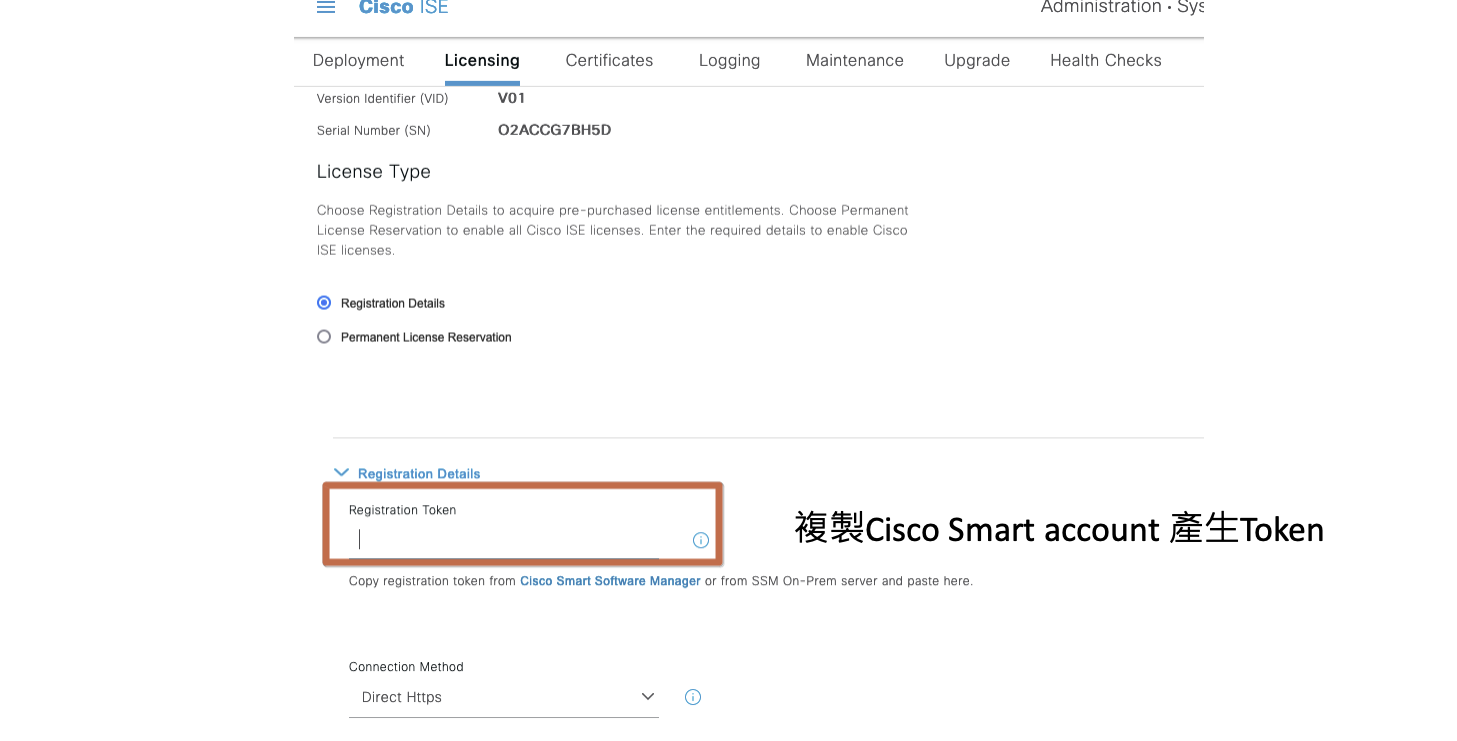 Cisco ISE
Administration • Sys
Deployment Licensing Certificates Logging Maintenance Upgrade Health Checks
Version Identifier (VID) V01
Serial Number (SN) O2ACCG7BH5D
License Type
Choose Registration Details to acquire pre-purchased license entitlements. Choose Permanent
License Reservation to enable all Cisco ISE licenses. Enter the required details to enable Cisco
ISE licenses.
Registration Details
Permanent License Reservation
Registration Details
Registration Token
複製Cisco Smart account 產生Token
Copy registration token from Cisco Smart Software Manager or from SSM On-Prem server and paste here.
Connection Method
Direct Https